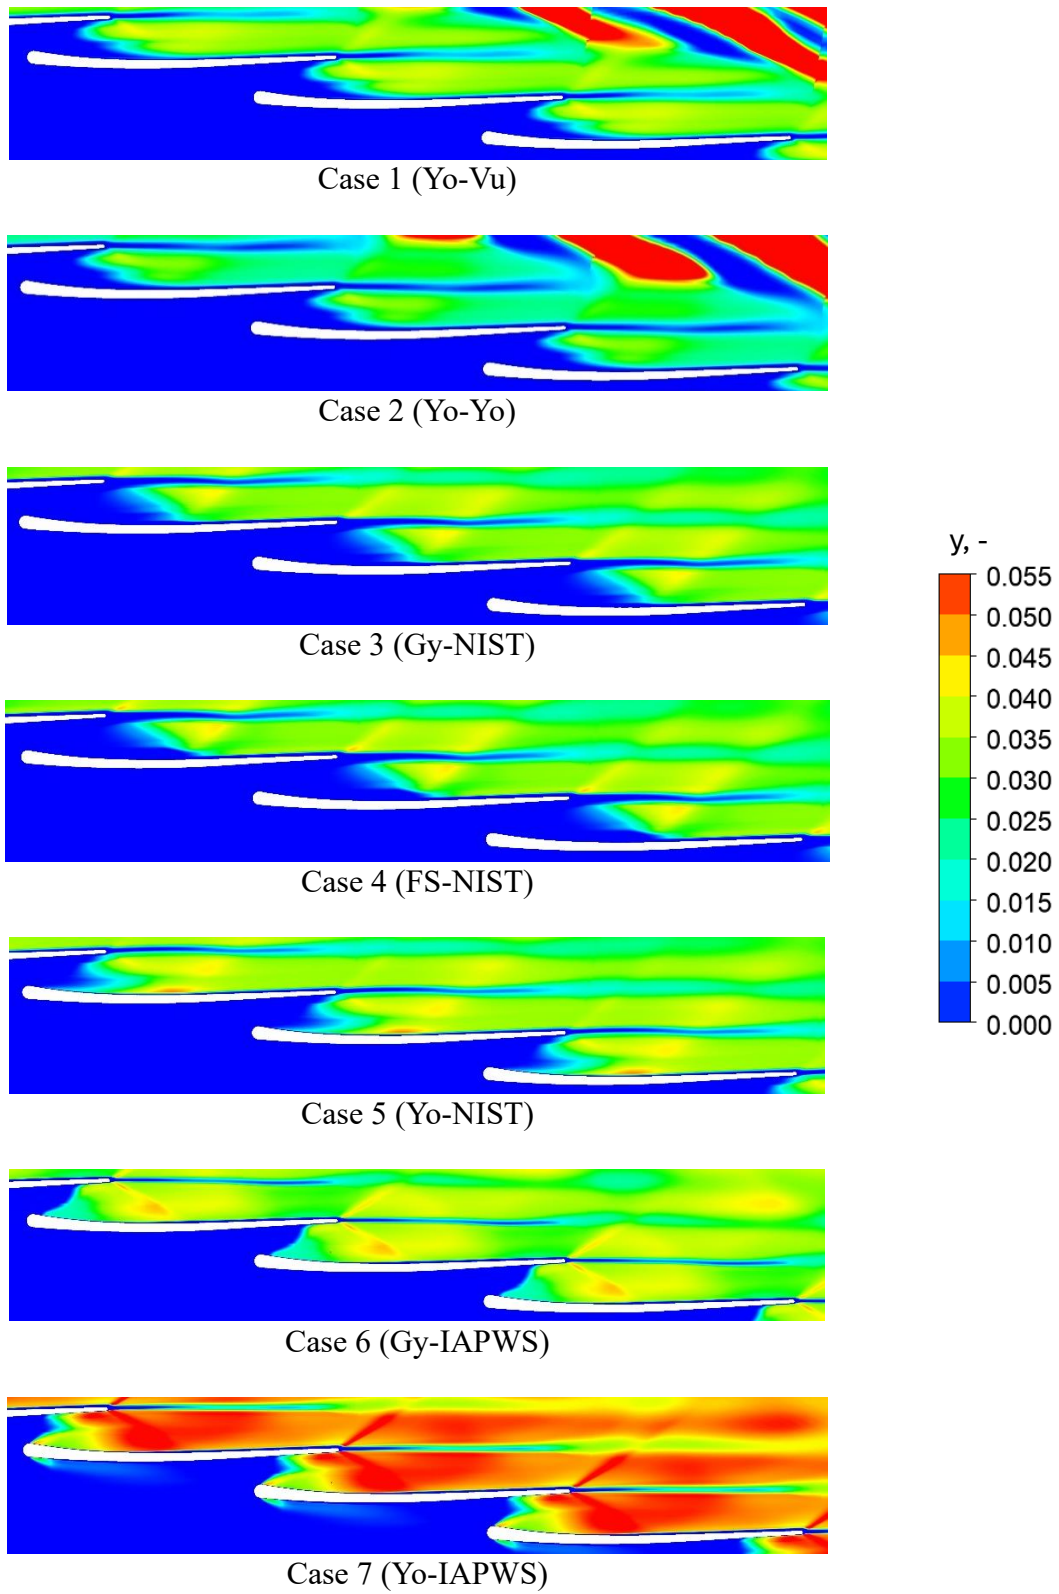 Case 1 (Yo-Vu)
Case 2 (Yo-Yo)
Case 3 (Gy-NIST)
Case 4 (FS-NIST)
Case 5 (Yo-NIST)
Case 6 (Gy-IAPWS)
Case 7 (Yo-IAPWS)
y, -
0.055
0.050
0.045
0.040
0.035
0.030
0.025
0.020
0.015
0.010
0.005
0.000